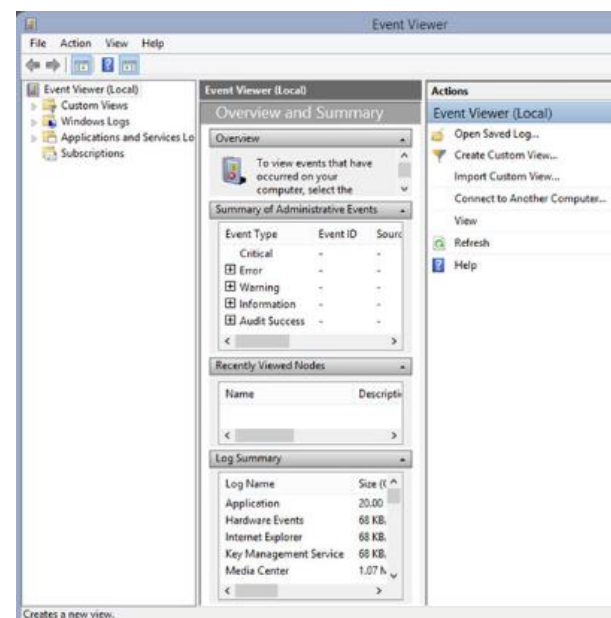 Event Viewer
File Action View Help
Event Viewer (Local)
Custom Views
Windows Logs
Applications and Services Lo
Subscriptions
Event Viewer (Local)
Overview and Summary
Overview
To view events that have
occurred on your
computer, select the
Summary of Administrative Events
Event Type Event ID Sourc
Critical - -
Error - -
Warning - -
Information - -
Audit Success - -
Recently Viewed Nodes
Name Descriptio
Log Summary
Log Name Size (C
Application 20.00
Hardware Events 68 KB.
Internet Explorer 68 KB.
Key Management Service 68 KB.
Media Center 1.07 M
Actions
Event Viewer (Local)
Open Saved Log...
Create Custom View...
Import Custom View...
Connect to Another Computer...
View
Refresh
Help
Creates a new view.